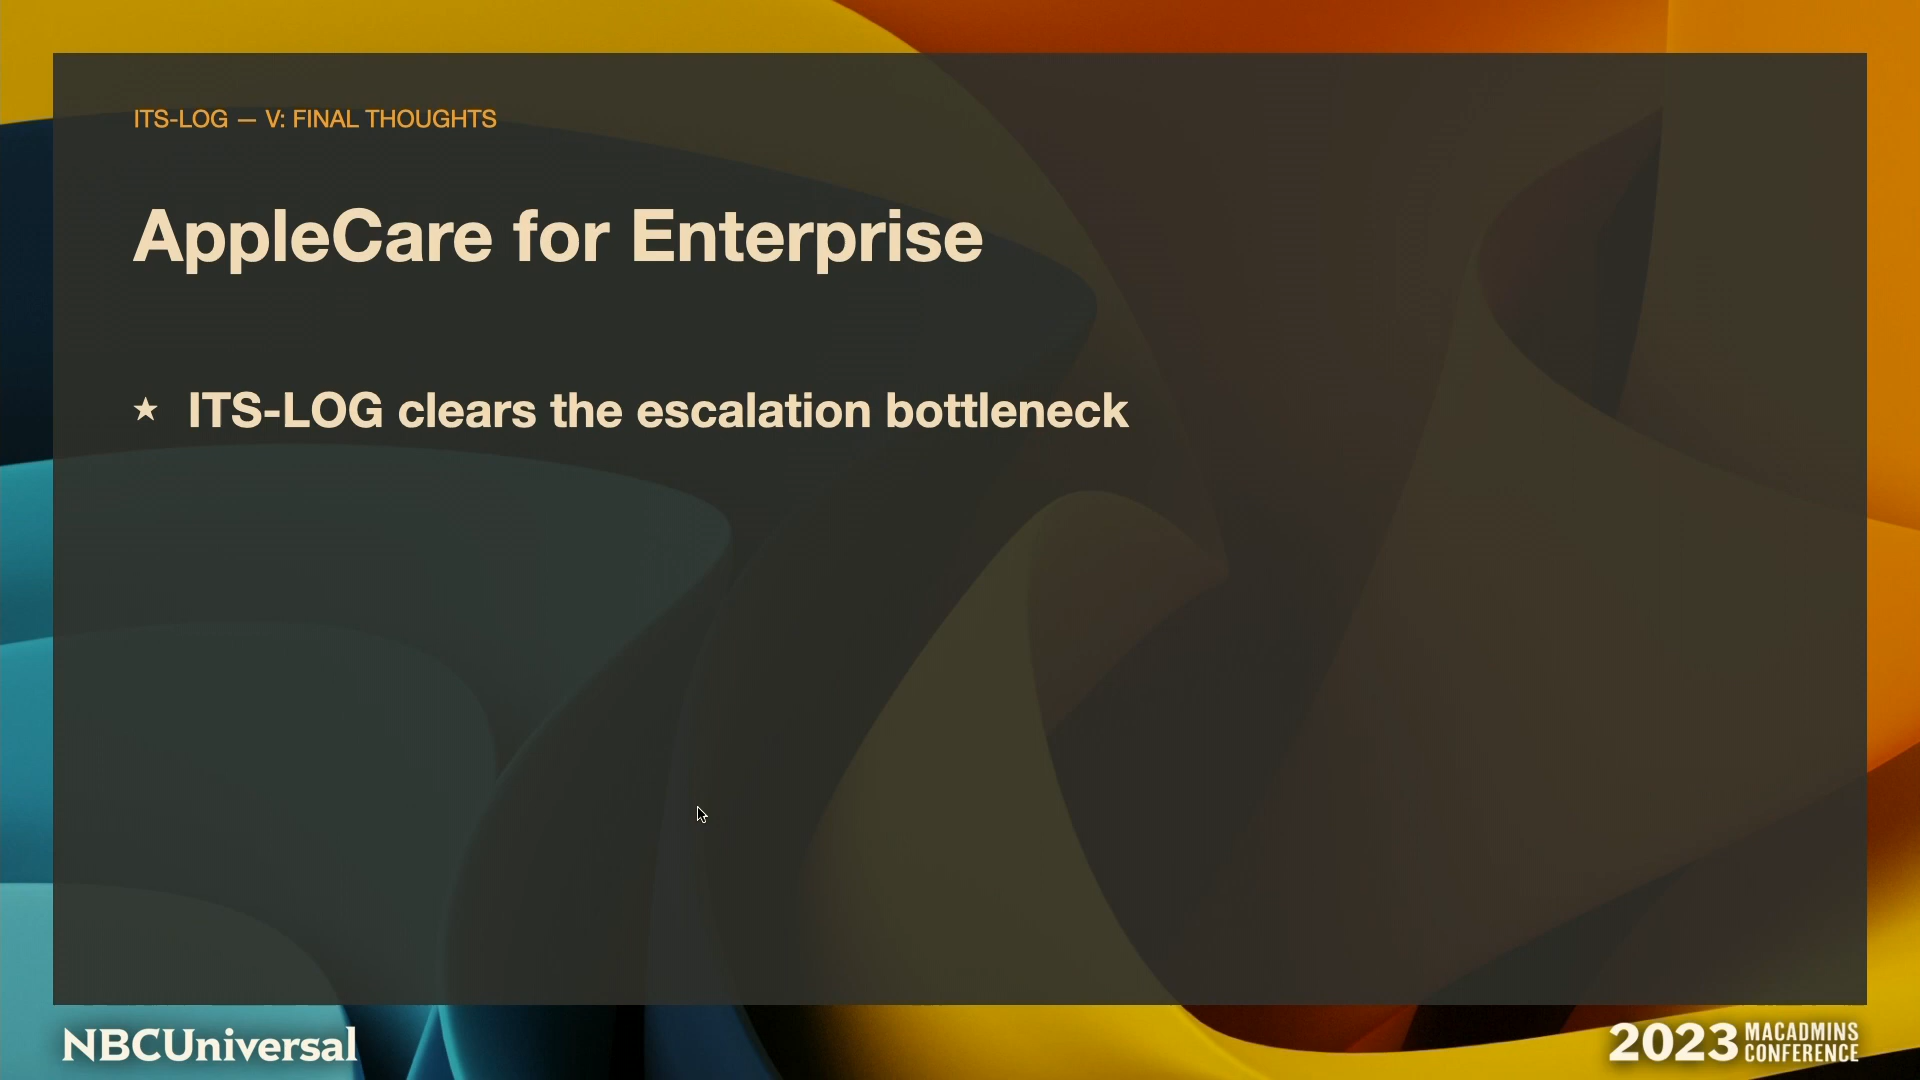 ITS-LOG — V: FINAL THOUGHTS
AppleCare for Enterprise
★ ITS-LOG clears the escalation bottleneck
NBCUniversal
2023 MACADMINS
CONFERENCE